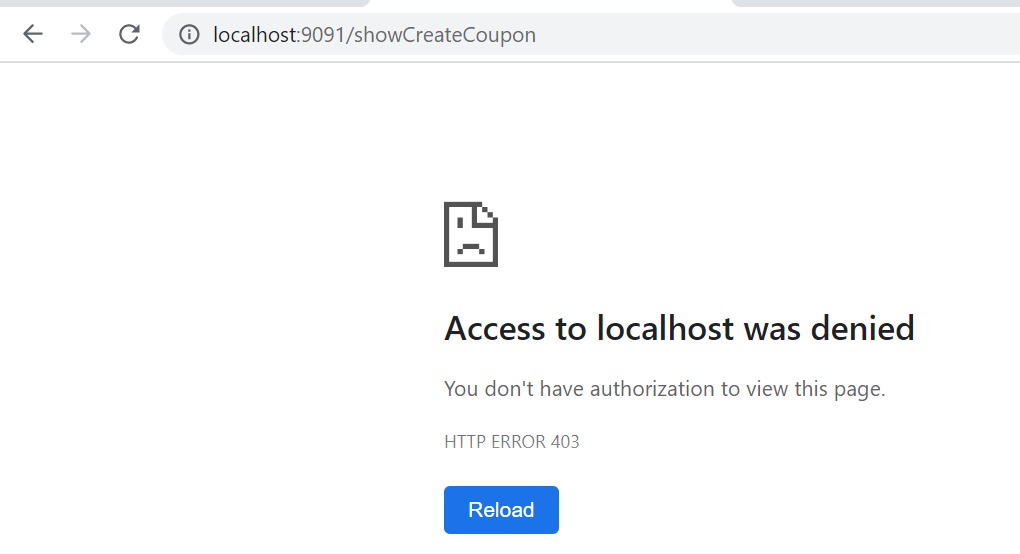 localhost:9091/showCreateCoupon
Access to localhost was denied
You don't have authorization to view this page.
HTTP ERROR 403
Reload